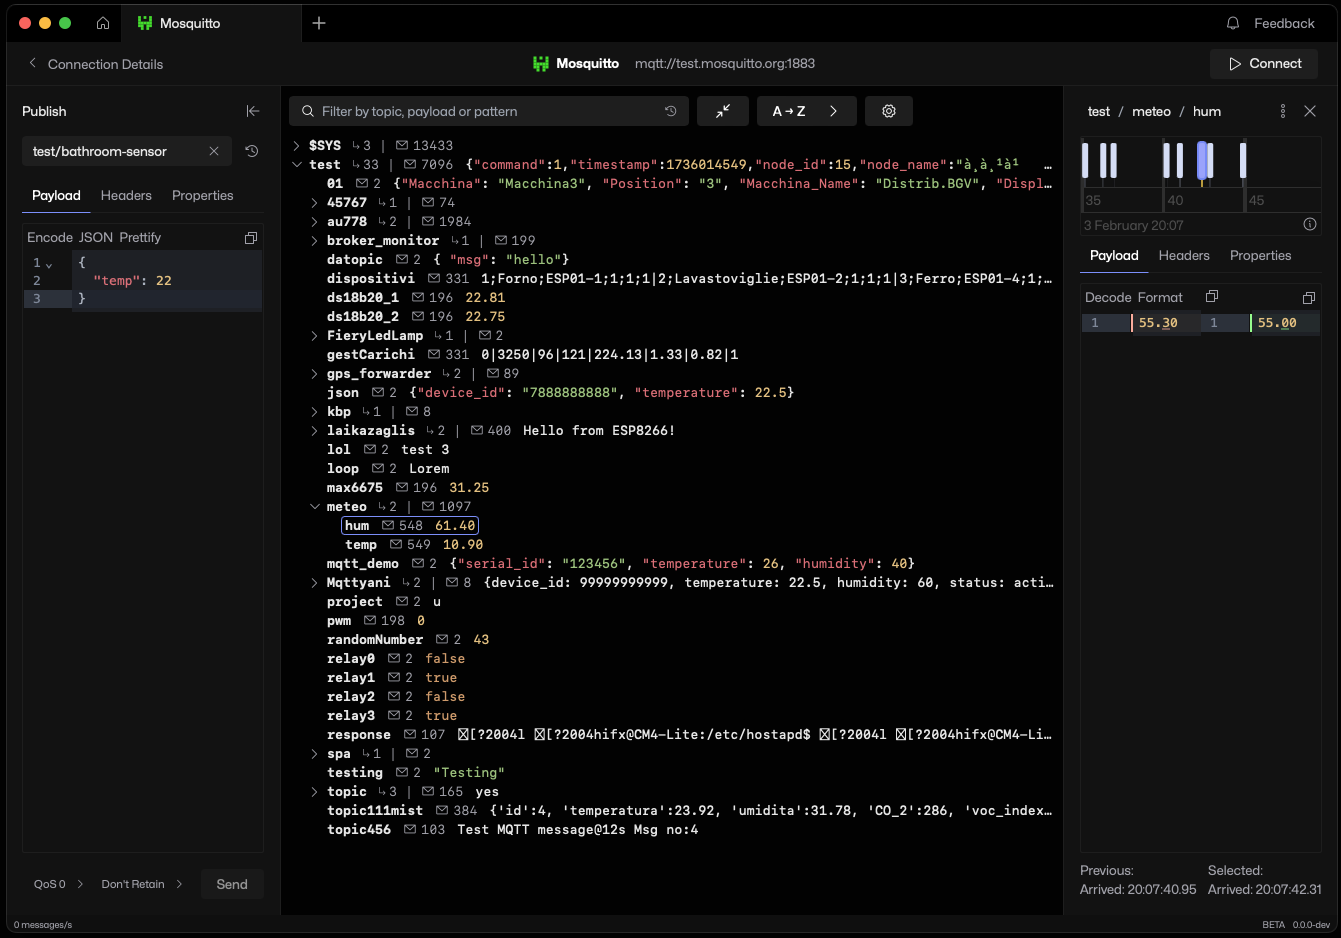 Mosquitto
Feedback
Connection Details
Mosquitto mqtt://test.mosquitto.org:1883
Connect
Publish
test/bathroom-sensor
Payload Headers Properties
Encode JSON Prettify
1 {
2 "temp": 22
3 }
QoS 0
Don't Retain
Send
0 messages/s
Filter by topic, payload or pattern
A→Z
$SYS ↳3 | 13433
test ↳33 | 7096 {"command":1,"timestamp":1736014549,"node_id":15,"node_name":"à¸à¸¹à¹ …
01 2 {"Macchina": "Macchina3", "Position": "3", "Macchina_Name": "Distrib.BGV", "Displ…
45767 ↳1 | 74
au778 ↳2 | 1984
broker_monitor ↳1 | 199
datopic 2 { "msg": "hello"}
dispositivi 331 1;Forno;ESP01-1;1;1;1|2;Lavastoviglie;ESP01-2;1;1;1|3;Ferro;ESP01-4;1;…
ds18b20_1 196 22.81
ds18b20_2 196 22.75
FieryLedLamp ↳1 | 2
gestCarichi 331 0|3250|96|121|224.13|1.33|0.82|1
gps_forwarder ↳2 | 89
json 2 {"device_id": "7888888888", "temperature": 22.5}
kbp ↳1 | 8
laikazaglis ↳2 | 400 Hello from ESP8266!
lol 2 test 3
loop 2 Lorem
max6675 196 31.25
meteo ↳2 | 1097
hum 548 61.40
temp 549 10.90
mqtt_demo 2 {"serial_id": "123456", "temperature": 26, "humidity": 40}
Mqttyani ↳2 | 8 {device_id: 99999999999, temperature: 22.5, humidity: 60, status: acti…
project 2 u
pwm 198 0
randomNumber 2 43
relay0 2 false
relay1 2 true
relay2 2 false
relay3 2 true
response 107 [?2004l [?2004hifx@CM4-Lite:/etc/hostapd$ [?2004l [?2004hifx@CM4-Li…
spa ↳1 | 2
testing 2 "Testing"
topic ↳3 | 165 yes
topic111mist 384 {'id':4, 'temperatura':23.92, 'umidita':31.78, 'CO_2':286, 'voc_index…
topic456 103 Test MQTT message@12s Msg no:4
test / meteo / hum
35 40 45
3 February 20:07
Payload Headers Properties
Decode Format
1 55.30 1 55.00
Previous: Selected:
Arrived: 20:07:40.95 Arrived: 20:07:42.31
BETA 0.0.0-dev